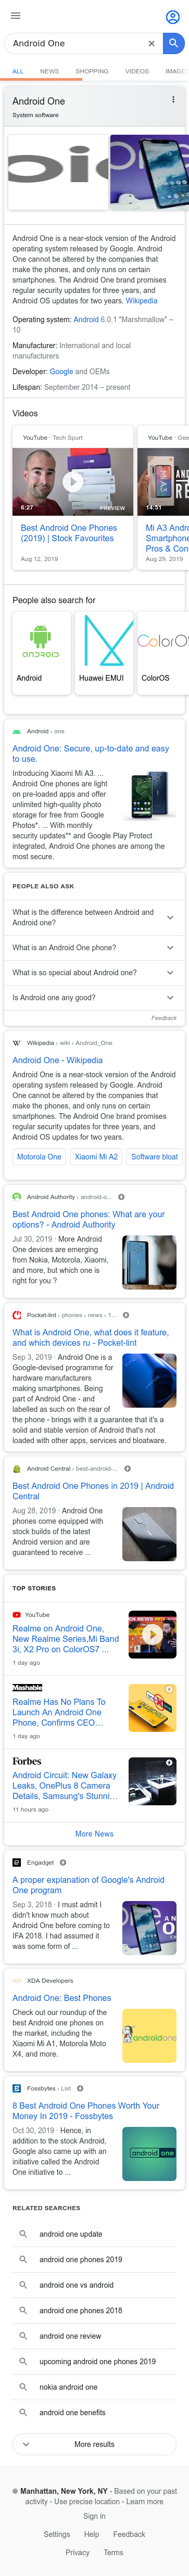 Android One
ALL NEWS SHOPPING VIDEOS IMAGE
Android One
System software
Android One is a near-stock version of the Android
operating system released by Google. Android
One cannot be altered by the companies that
make the phones, and you runs on certain
smartphones. The Android One brand promises
regular security updates for three years, and
Android OS updates for two years. Wikipedia
Operating system: Android 6.0.1 "Marshmallow" –
10
Manufacturer: International and local
manufacturers
Developer: Google and OEMs
Lifespan: September 2014 – present
Videos
YouTube · Tech Spurt
6:27
PREVIEW
Best Android One Phones
(2019) | Stock Favourites
Aug 12, 2019
YouTube · Gee
14:51
Mi A3 Andro
Smartphone
Pros & Con
Aug 29, 2019
People also search for
android
Android
Huawei EMUI
ColorOS
ColorOS
Android › one
Android One: Secure, up-to-date and easy
to use.
Introducing Xiaomi Mi A3. ...
Android One phones are light
on pre-loaded apps and offer
unlimited high-quality photo
storage for free from Google
Photos*. ... With monthly
security updates** and Google Play Protect
integrated, Android One phones are among the
most secure.
PEOPLE ALSO ASK
What is the difference between Android and
Android One?
What is an Android One phone?
What is so special about Android one?
Is Android one any good?
Feedback
Wikipedia › wiki › Android_One
Android One - Wikipedia
Android One is a near-stock version of the Android
operating system released by Google. Android
One cannot be altered by the companies that
make the phones, and only runs on certain
smartphones. The Android One brand promises
regular security updates for three years, and
Android OS updates for two years.
Motorola One Xiaomi Mi A2 Software bloat
Android Authority › android-o...
Best Android One phones: What are your
options? - Android Authority
Jul 30, 2019 · More Android
One devices are emerging
from Nokia, Motorola, Xiaomi,
and more, but which one is
right for you ?
Pocket-lint › phones › news › 1...
What is Android One, what does it feature,
and which devices ru - Pocket-lint
Sep 3, 2019 · Android One is a
Google-devised programme for
hardware manufacturers
making smartphones. Being
part of Android One - and
labelled as such on the rear of
the phone - brings with it a guarantee that it's a
solid and stable version of Android that's not
loaded with other apps, services and bloatware.
Android Central › best-android-...
Best Android One Phones in 2019 | Android
Central
Aug 28, 2019 · Android One
phones come equipped with
stock builds of the latest
Android version and are
guaranteed to receive ...
TOP STORIES
YouTube
Realme on Android One,
New Realme Series,Mi Band
3i, X2 Pro on ColorOS7 ...
1 day ago
Mashable
Realme Has No Plans To
Launch An Android One
Phone, Confirms CEO...
1 day ago
Forbes
Android Circuit: New Galaxy
Leaks, OnePlus 8 Camera
Details, Samsung's Stunni...
11 hours ago
More News
Engadget
A proper explanation of Google's Android
One program
Sep 3, 2018 · I must admit I
didn't know much about
Android One before coming to
IFA 2018. I had assumed it
was some form of ...
XDA Developers
Android One: Best Phones
Check out our roundup of the
best Android one phones on
the market, including the
Xiaomi Mi A1, Motorola Moto
X4, and more.
androidone
Fossbytes › List
8 Best Android One Phones Worth Your
Money In 2019 - Fossbytes
Oct 30, 2019 · Hence, in
addition to the stock Android,
Google also came up with an
initiative called the Android
One initiative to ...
android one
RELATED SEARCHES
android one update
android one phones 2019
android one vs android
android one phones 2018
android one review
upcoming android one phones 2019
nokia android one
android one benefits
More results
Manhattan, New York, NY - Based on your past
activity - Use precise location - Learn more
Sign in
Settings Help Feedback
Privacy Terms